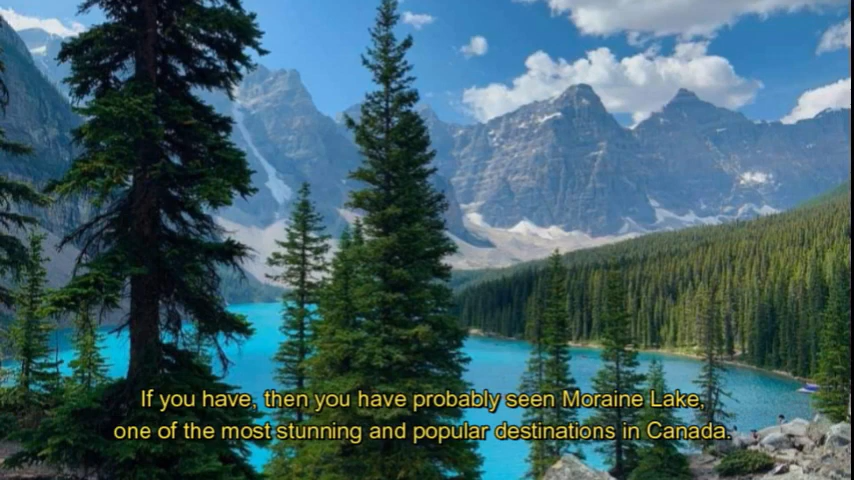 If you have, then you have probably seen Moraine Lake,
one of the most stunning and popular destinations in Canada.